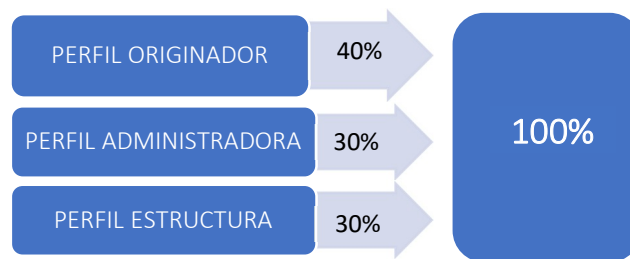 PERFIL ORIGINADOR
40%
PERFIL ADMINISTRADORA
30%
PERFIL ESTRUCTURA
30%
100%